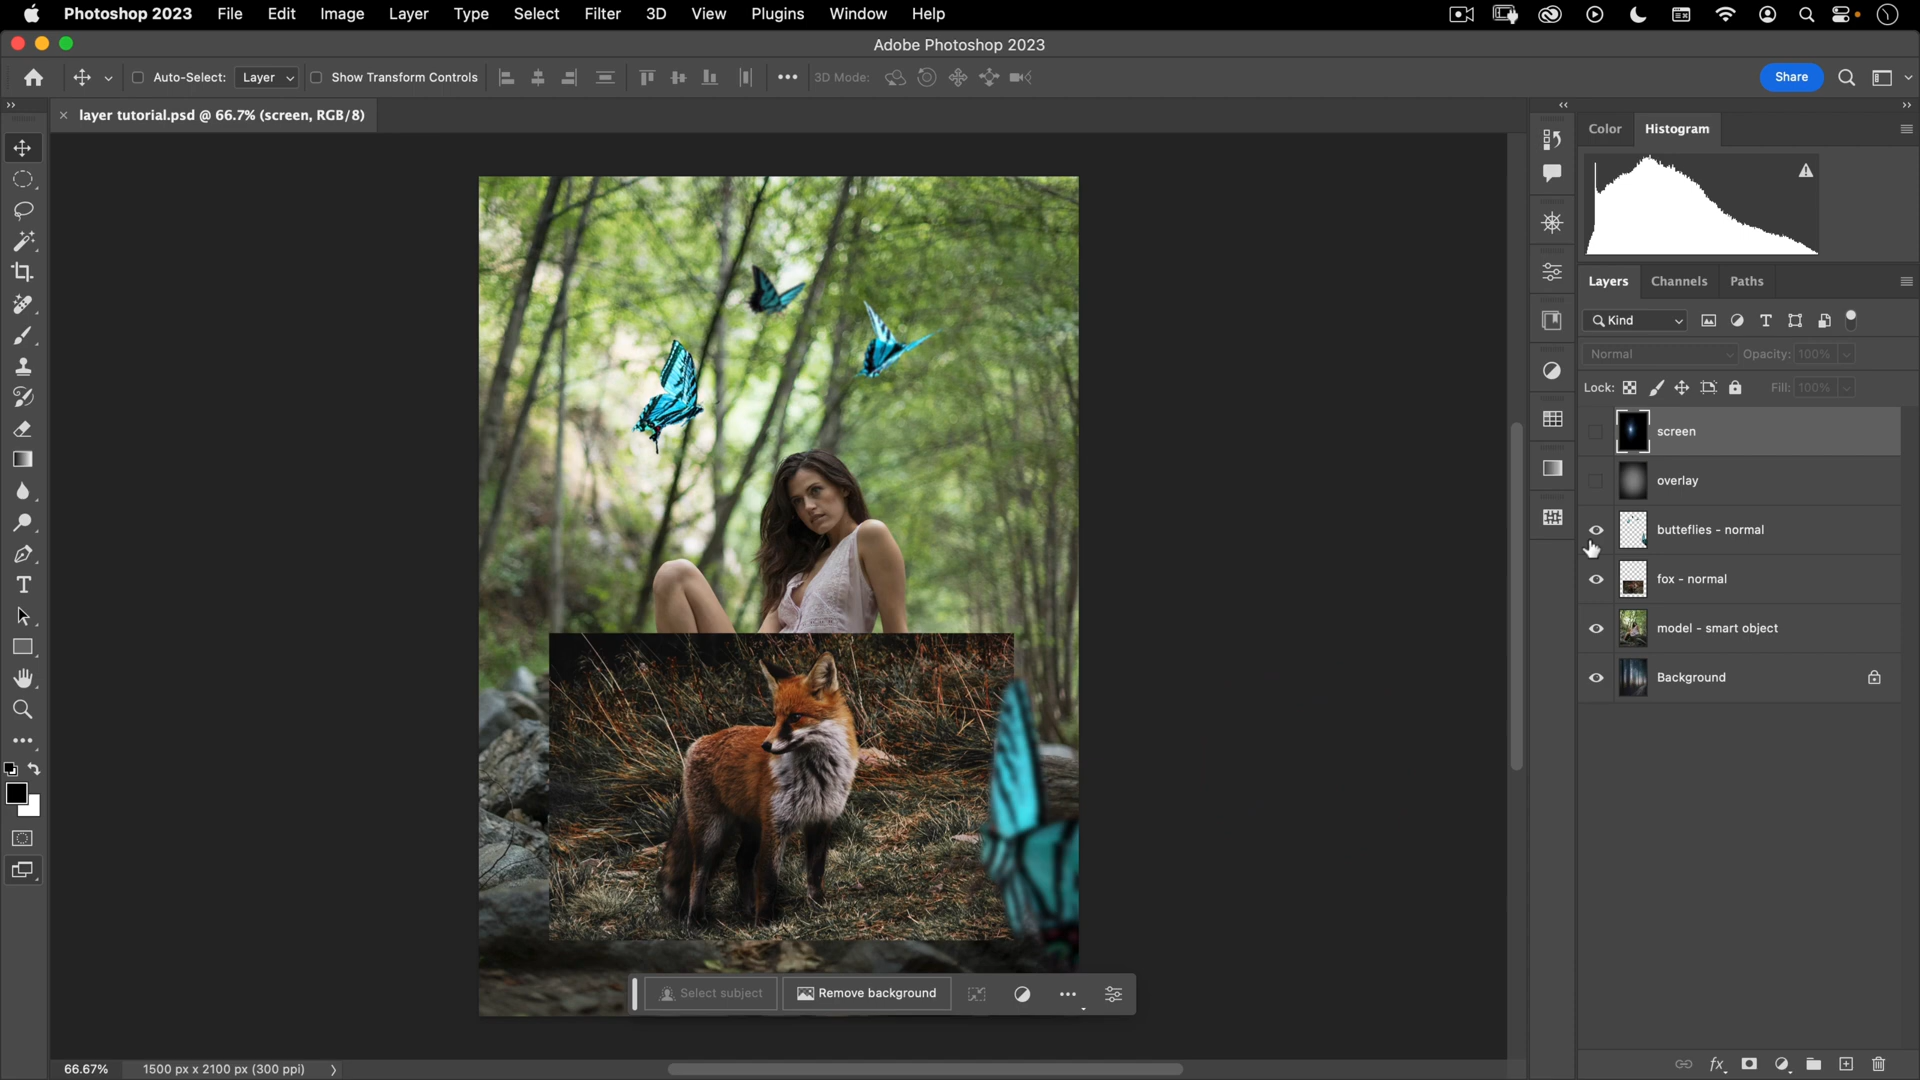 Photoshop 2023 File Edit Image Layer Type Select Filter 3D View Plugins Window Help
Adobe Photoshop 2023
Auto-Select: Layer Show Transform Controls 3D Mode: Share
layer tutorial.psd @ 66.7% (screen, RGB/8)
Color Histogram
Layers Channels Paths
Kind
Normal Opacity: 100%
Lock: Fill: 100%
screen
overlay
butteflies - normal
fox - normal
model - smart object
Background
Select subject Remove background
66.67% 1500 px x 2100 px (300 ppi)
fx